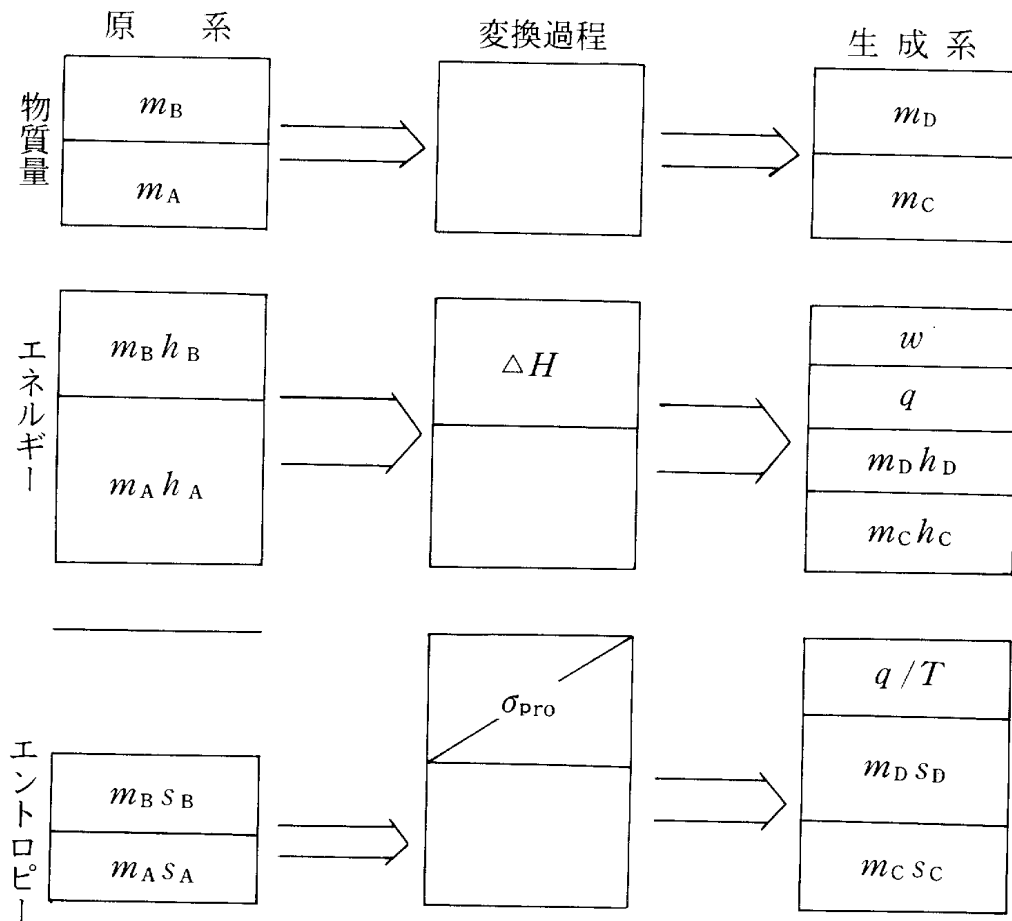 原　系
変換過程
生 成 系
物質量
m_B
m_A
m_D
m_C
エネルギー
m_B h_B
m_A h_A
△H
w
q
m_D h_D
m_C h_C
エントロピー
m_B s_B
m_A s_A
σ_pro
q / T
m_D s_D
m_C s_C